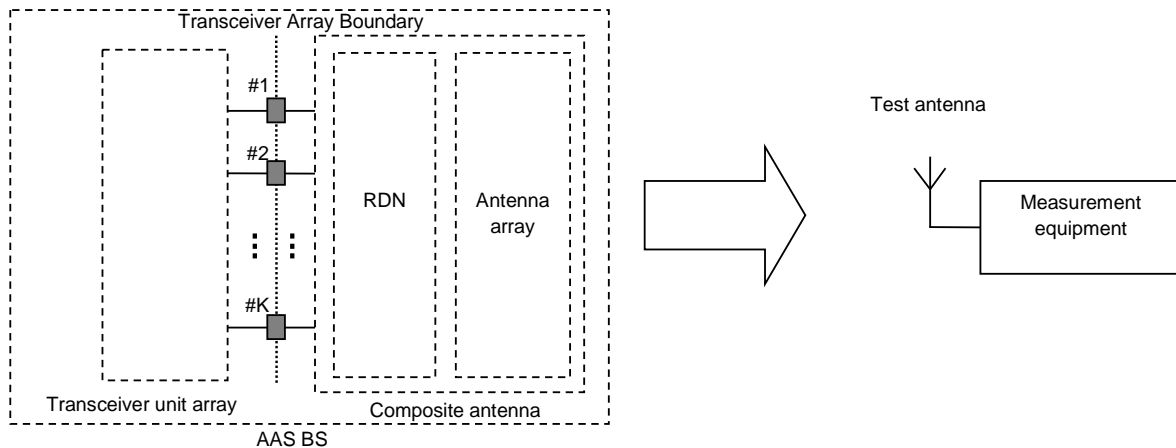 Transceiver Array Boundary
#1
#2
#K
RDN
Antenna
array
Transceiver unit array
Composite antenna
AAS BS
Test antenna
Measurement
equipment